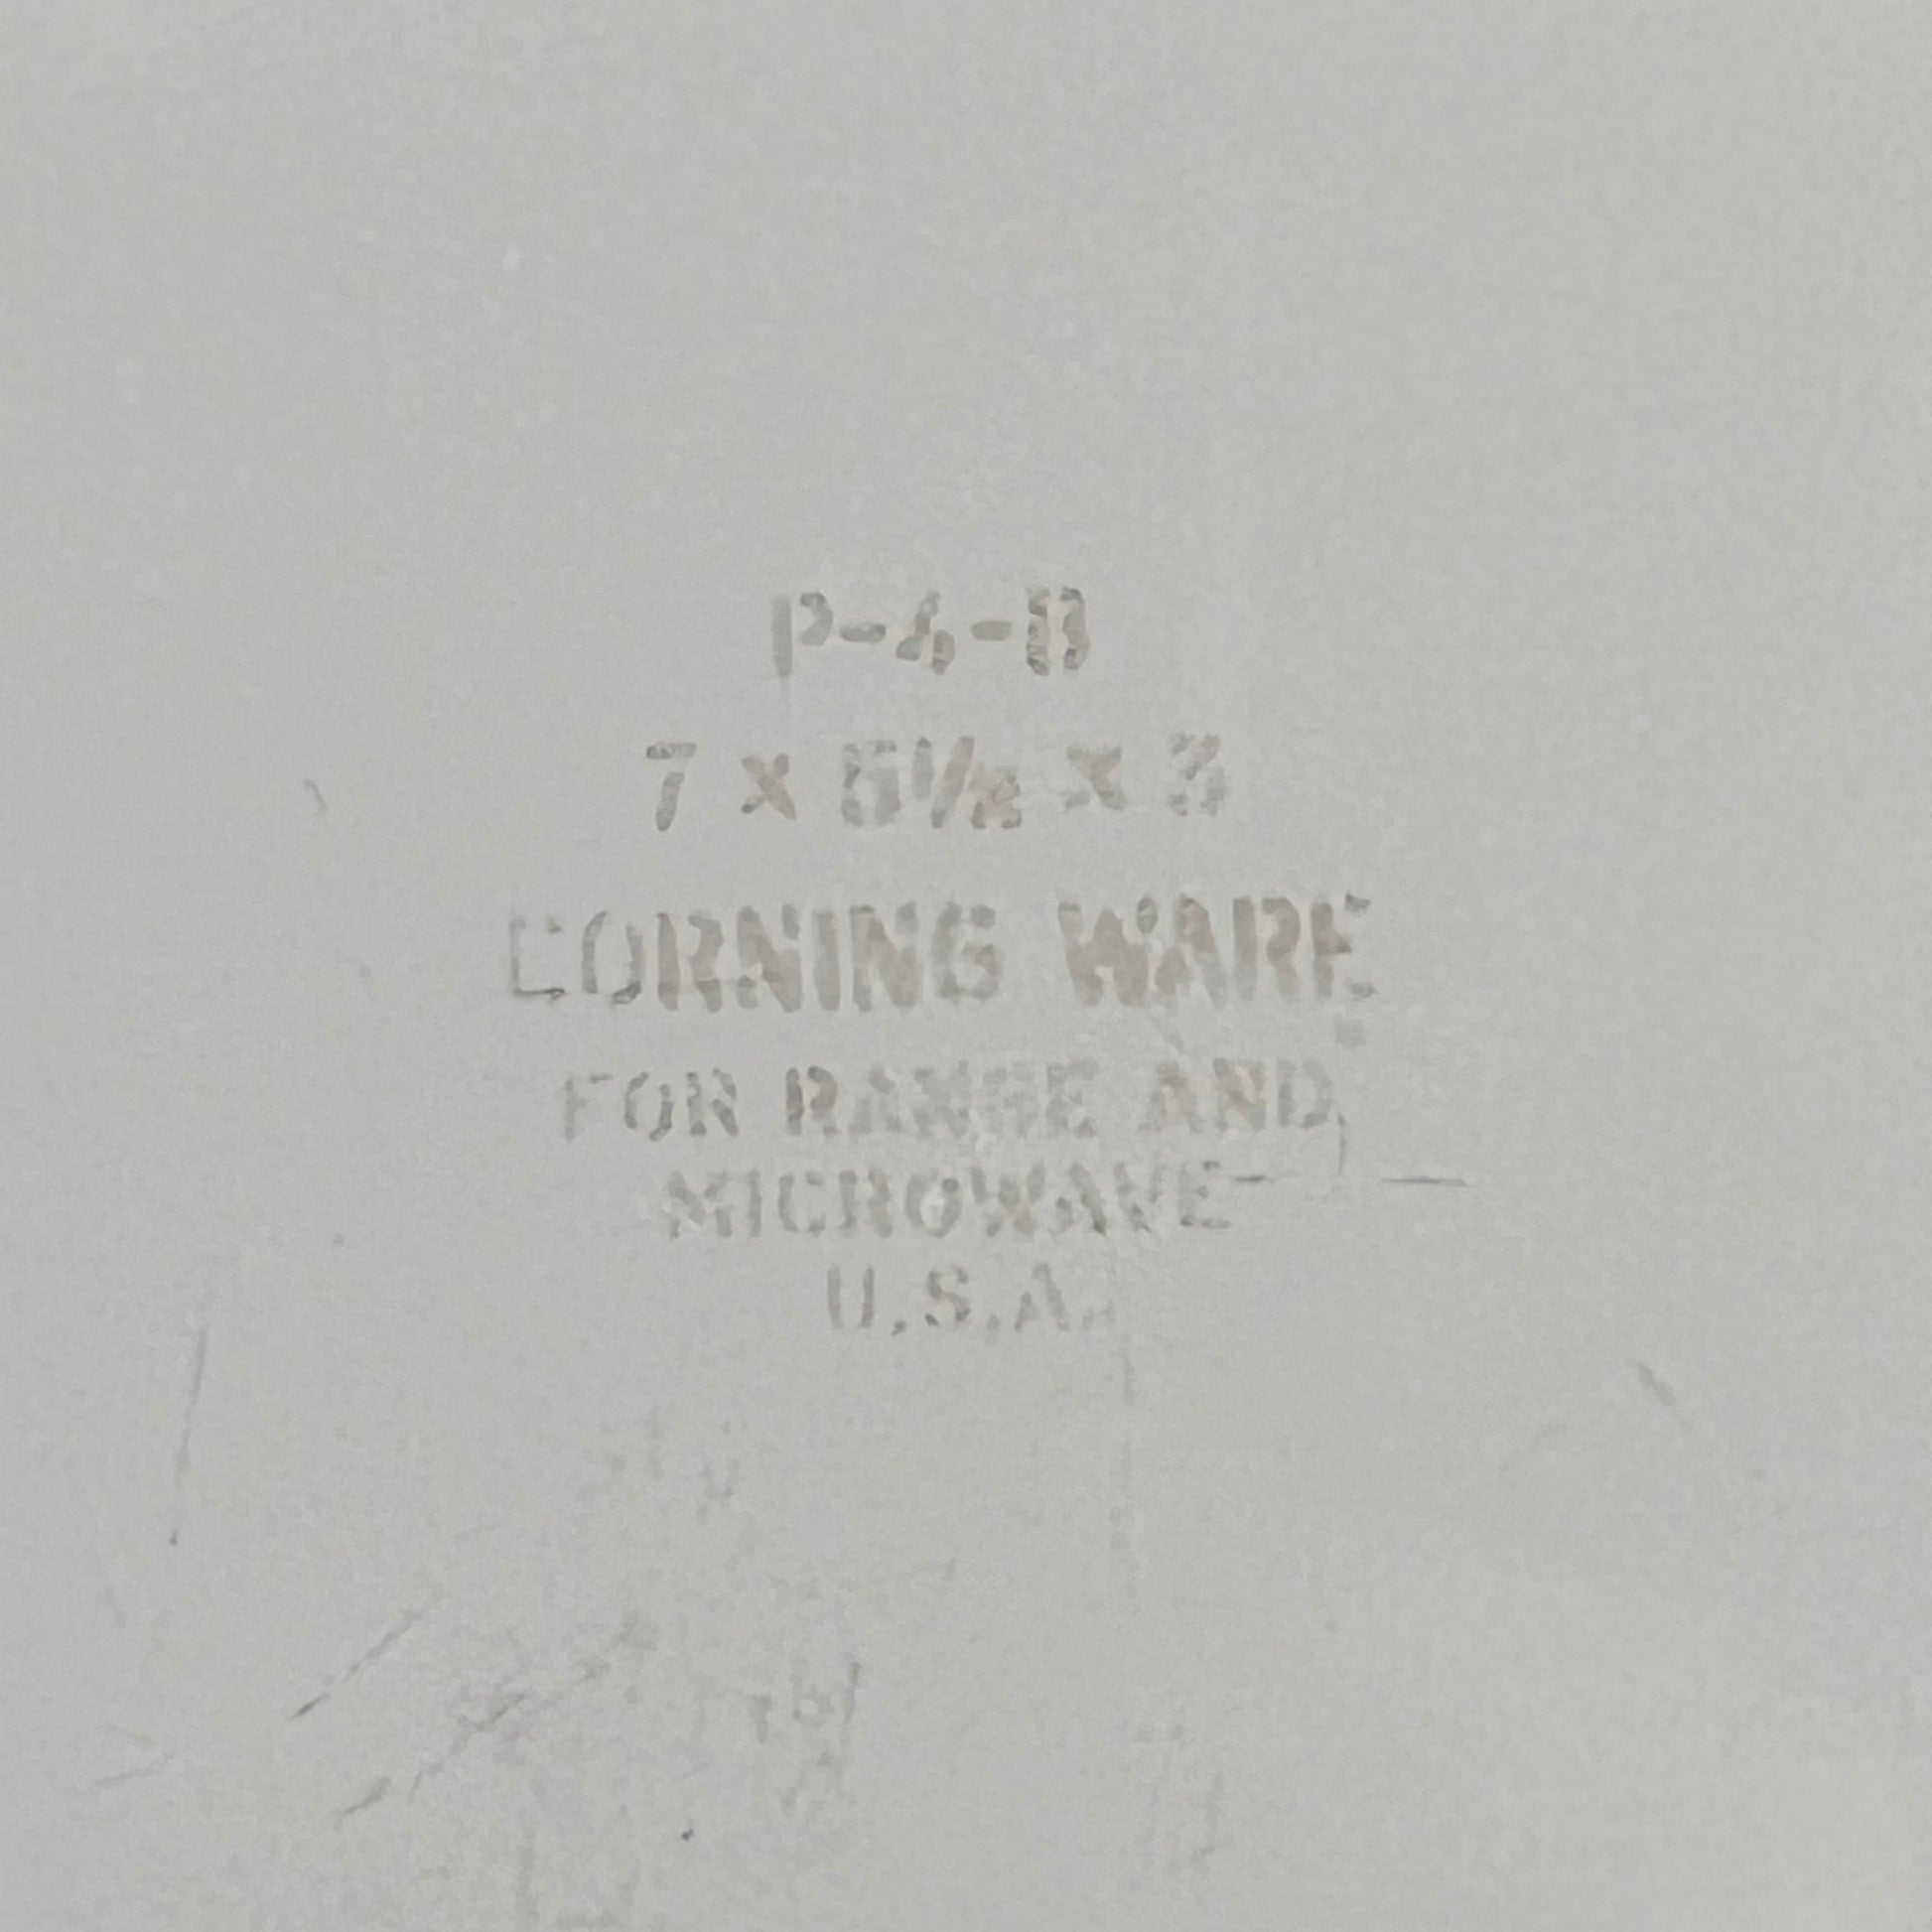 P-4-B
7 x 5½ x 3
CORNING WARE
FOR RANGE AND
MICROWAVE
U.S.A.